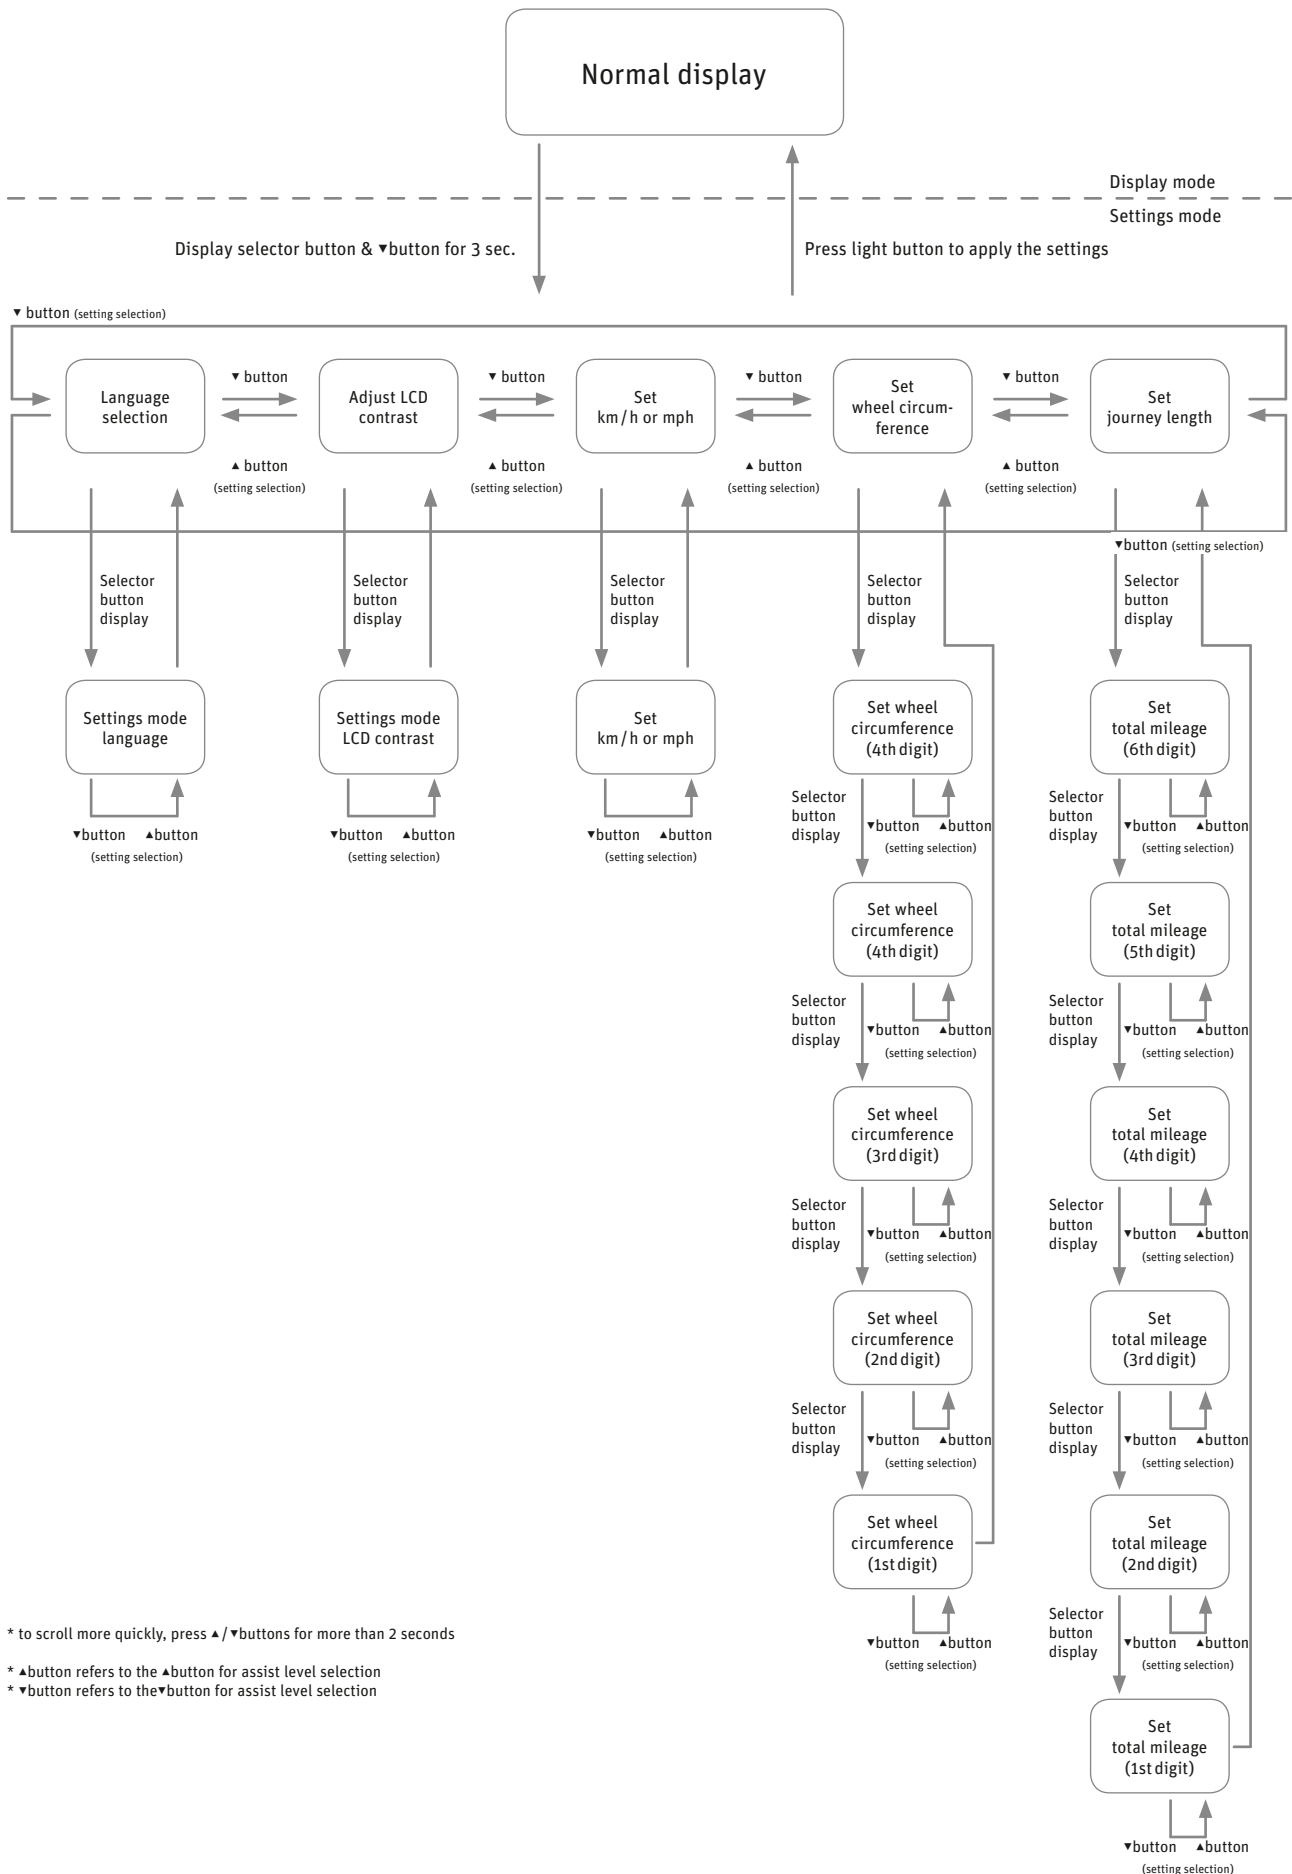 Normal display
Display mode
Settings mode
Display selector button & ▼button for 3 sec.
Press light button to apply the settings
▼ button (setting selection)
Language
selection
▼ button
▲ button
(setting selection)
Adjust LCD
contrast
▼ button
▲ button
(setting selection)
Set
km / h or mph
▼ button
▲ button
(setting selection)
Set
wheel circum-
ference
▼ button
▲ button
(setting selection)
Set
journey length
▼button (setting selection)
Selector
button
display
Selector
button
display
Selector
button
display
Selector
button
display
Selector
button
display
Settings mode
language
▼button ▲button
(setting selection)
Settings mode
LCD contrast
▼button ▲button
(setting selection)
Set
km / h or mph
▼button ▲button
(setting selection)
Set wheel
circumference
(4th digit)
Selector
button
display
▼button ▲button
(setting selection)
Set wheel
circumference
(4th digit)
Selector
button
display
▼button ▲button
(setting selection)
Set wheel
circumference
(3rd digit)
Selector
button
display
▼button ▲button
(setting selection)
Set wheel
circumference
(2nd digit)
Selector
button
display
▼button ▲button
(setting selection)
Set wheel
circumference
(1st digit)
▼button ▲button
(setting selection)
Set
total mileage
(6th digit)
Selector
button
display
▼button ▲button
(setting selection)
Set
total mileage
(5th digit)
Selector
button
display
▼button ▲button
(setting selection)
Set
total mileage
(4th digit)
Selector
button
display
▼button ▲button
(setting selection)
Set
total mileage
(3rd digit)
Selector
button
display
▼button ▲button
(setting selection)
Set
total mileage
(2nd digit)
Selector
button
display
▼button ▲button
(setting selection)
Set
total mileage
(1st digit)
▼button ▲button
(setting selection)
* to scroll more quickly, press ▲ / ▼buttons for more than 2 seconds
* ▲button refers to the ▲button for assist level selection
* ▼button refers to the▼button for assist level selection